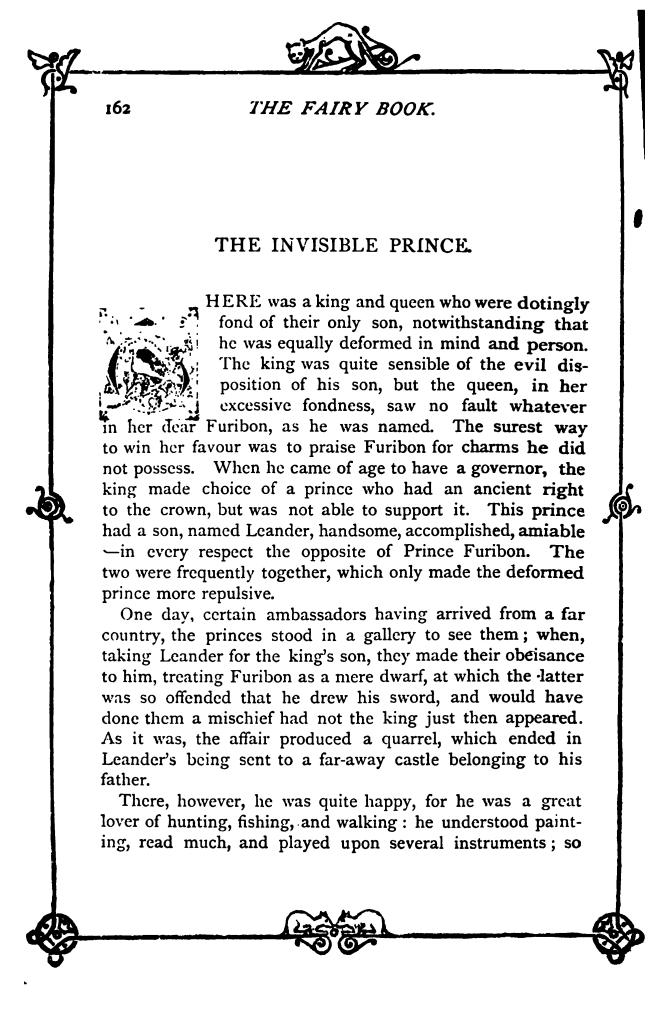 162
THE FAIRY BOOK.
THE INVISIBLE PRINCE.
THERE was a king and queen who were dotingly
fond of their only son, notwithstanding that
he was equally deformed in mind and person.
The king was quite sensible of the evil dis-
position of his son, but the queen, in her
excessive fondness, saw no fault whatever
in her dear Furibon, as he was named. The surest way
to win her favour was to praise Furibon for charms he did
not possess. When he came of age to have a governor, the
king made choice of a prince who had an ancient right
to the crown, but was not able to support it. This prince
had a son, named Leander, handsome, accomplished, amiable
—in every respect the opposite of Prince Furibon. The
two were frequently together, which only made the deformed
prince more repulsive.
One day, certain ambassadors having arrived from a far
country, the princes stood in a gallery to see them; when,
taking Leander for the king's son, they made their obeisance
to him, treating Furibon as a mere dwarf, at which the latter
was so offended that he drew his sword, and would have
done them a mischief had not the king just then appeared.
As it was, the affair produced a quarrel, which ended in
Leander's being sent to a far-away castle belonging to his
father.
There, however, he was quite happy, for he was a great
lover of hunting, fishing, and walking: he understood paint-
ing, read much, and played upon several instruments; so